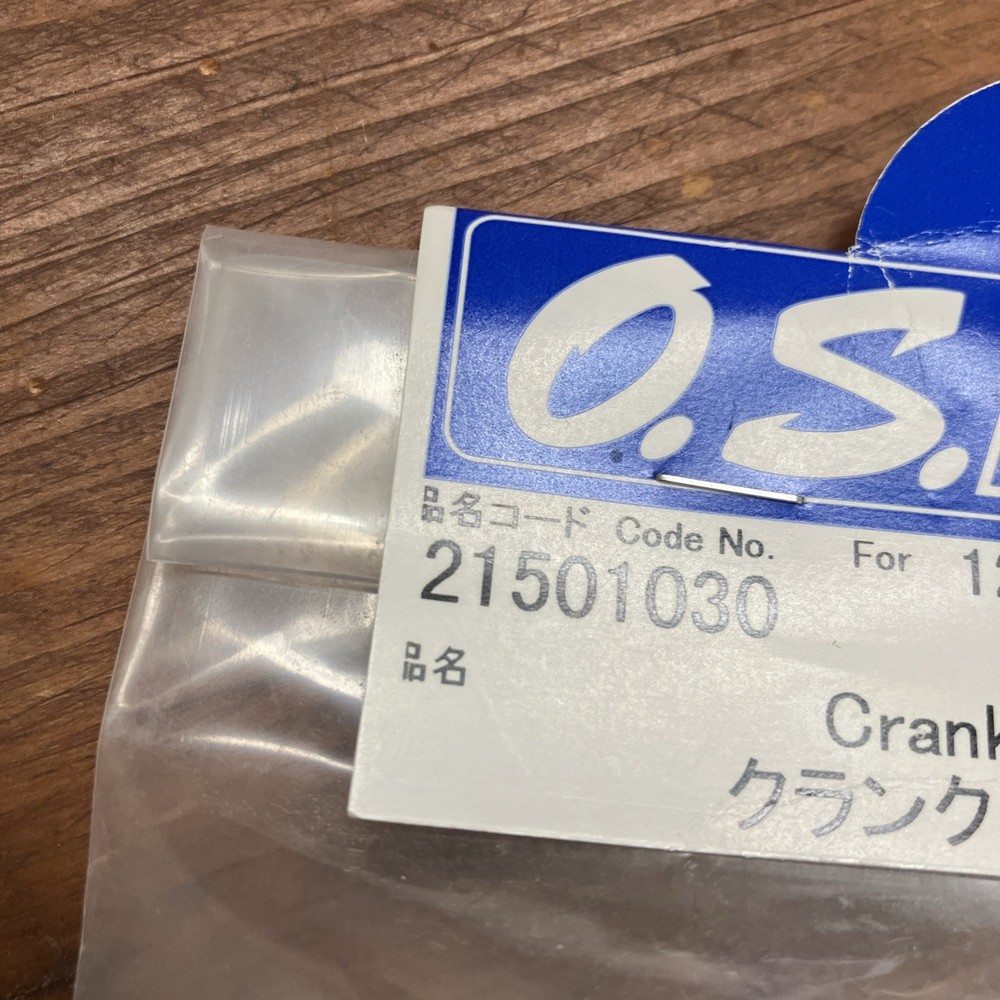 O.S.
品名コード Code No. For 12
21501030
品名
Crank
クランク